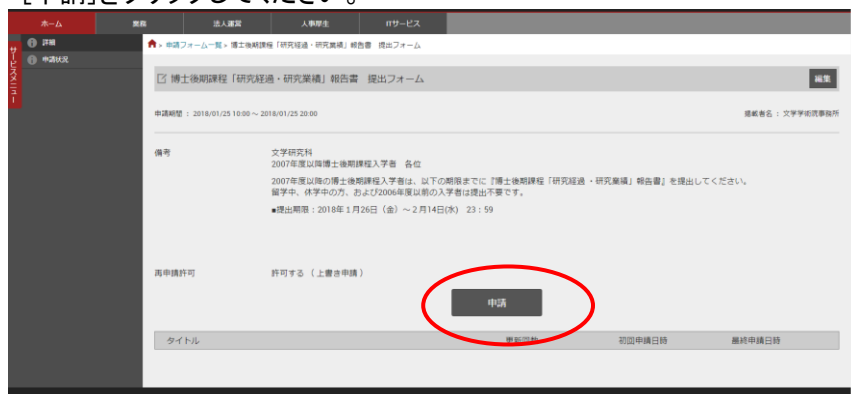 [申請]をクリックしてください。
ホーム 業務 法人運営 人事厚生 ITサービス
サービスメニュー
詳細
申請状況
> 申請フォーム一覧 > 博士後期課程「研究経過・研究業績」報告書 提出フォーム
博士後期課程「研究経過・研究業績」報告書 提出フォーム 編集
申請期間 : 2018/01/25 10:00 ~ 2018/01/25 20:00 掲載者名 : 文学学術院事務所
備考 文学研究科
2007年度以降博士後期課程入学者 各位
2007年度以降の博士後期課程入学者は、以下の期限までに『博士後期課程「研究経過 ・研究業績」報告書』を提出してください。
留学中、休学中の方、および2006年度以前の入学者は提出不要です。
■提出期限:2018年1月26日(金)~2月14日(水) 23:59
再申請許可 許可する ( 上書き申請 )
申請
タイトル 更新回数 初回申請日時 最終申請日時